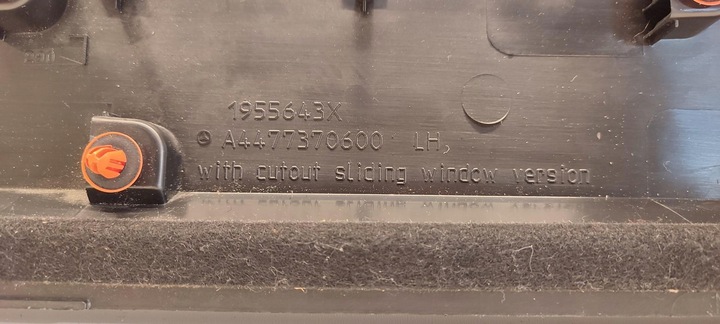 1955643X
A4477370600 LH,
with cutout sliding window version